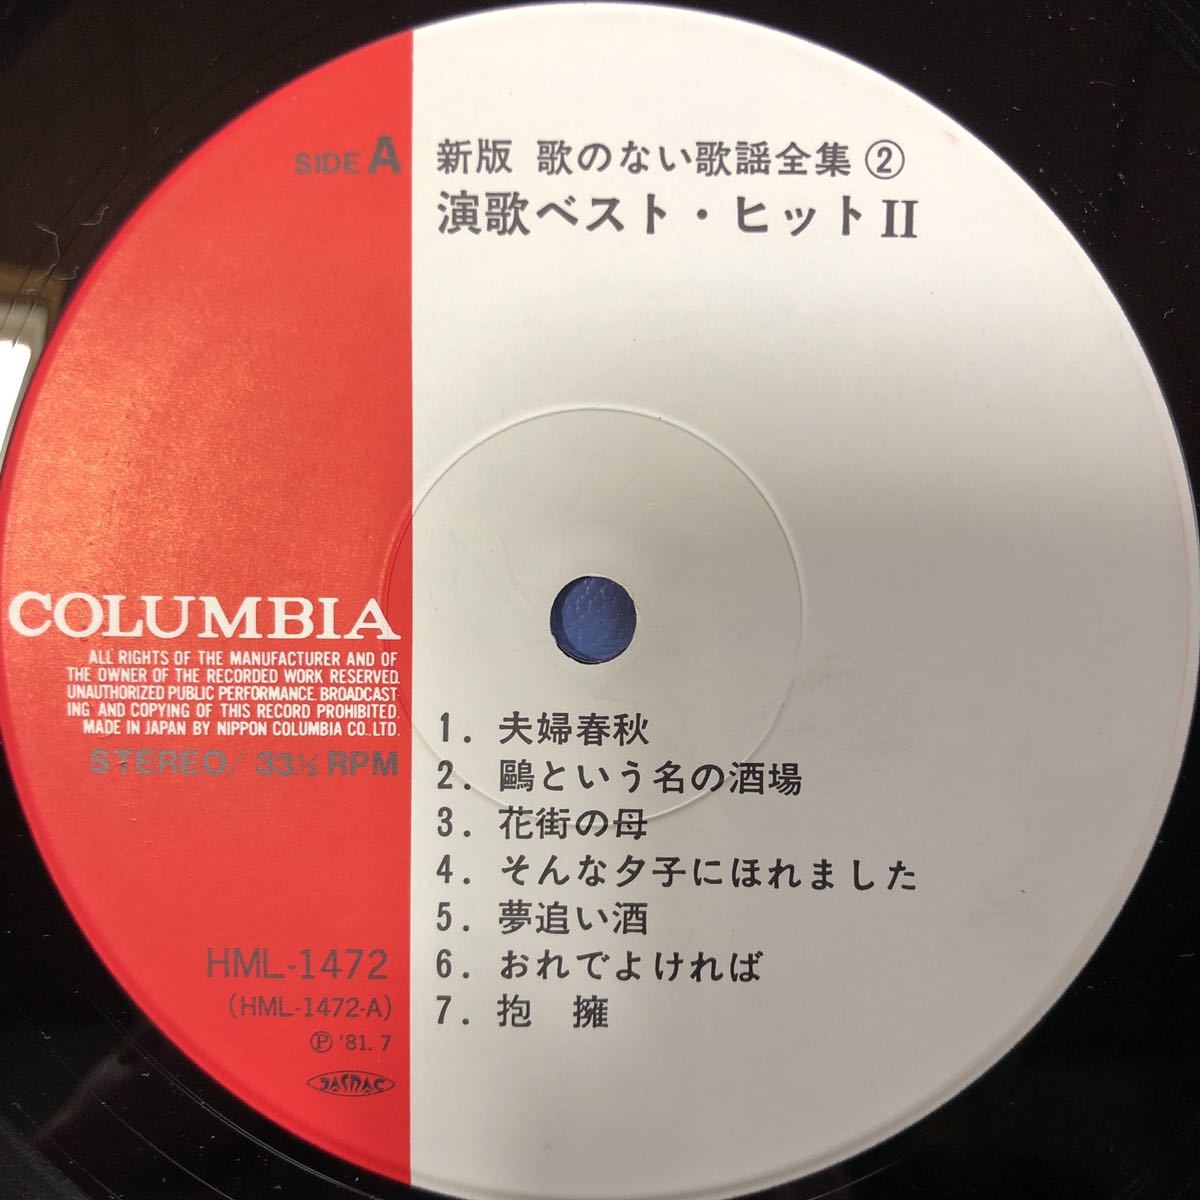 SIDE A
新版 歌のない歌謡全集 ②
演歌ベスト・ヒットII
COLUMBIA
ALL RIGHTS OF THE MANUFACTURER AND OF
THE OWNER OF THE RECORDED WORK RESERVED.
UNAUTHORIZED PUBLIC PERFORMANCE. BROADCAST
ING AND COPYING OF THIS RECORD PROHIBITED.
MADE IN JAPAN BY NIPPON COLUMBIA CO.,LTD.
STEREO/ 33⅓ RPM
1. 夫婦春秋
2. 鷗という名の酒場
3. 花街の母
4. そんな夕子にほれました
5. 夢追い酒
6. おれでよければ
7. 抱 擁
HML-1472
(HML-1472-A)
Ⓟ '81. 7
JASRAC